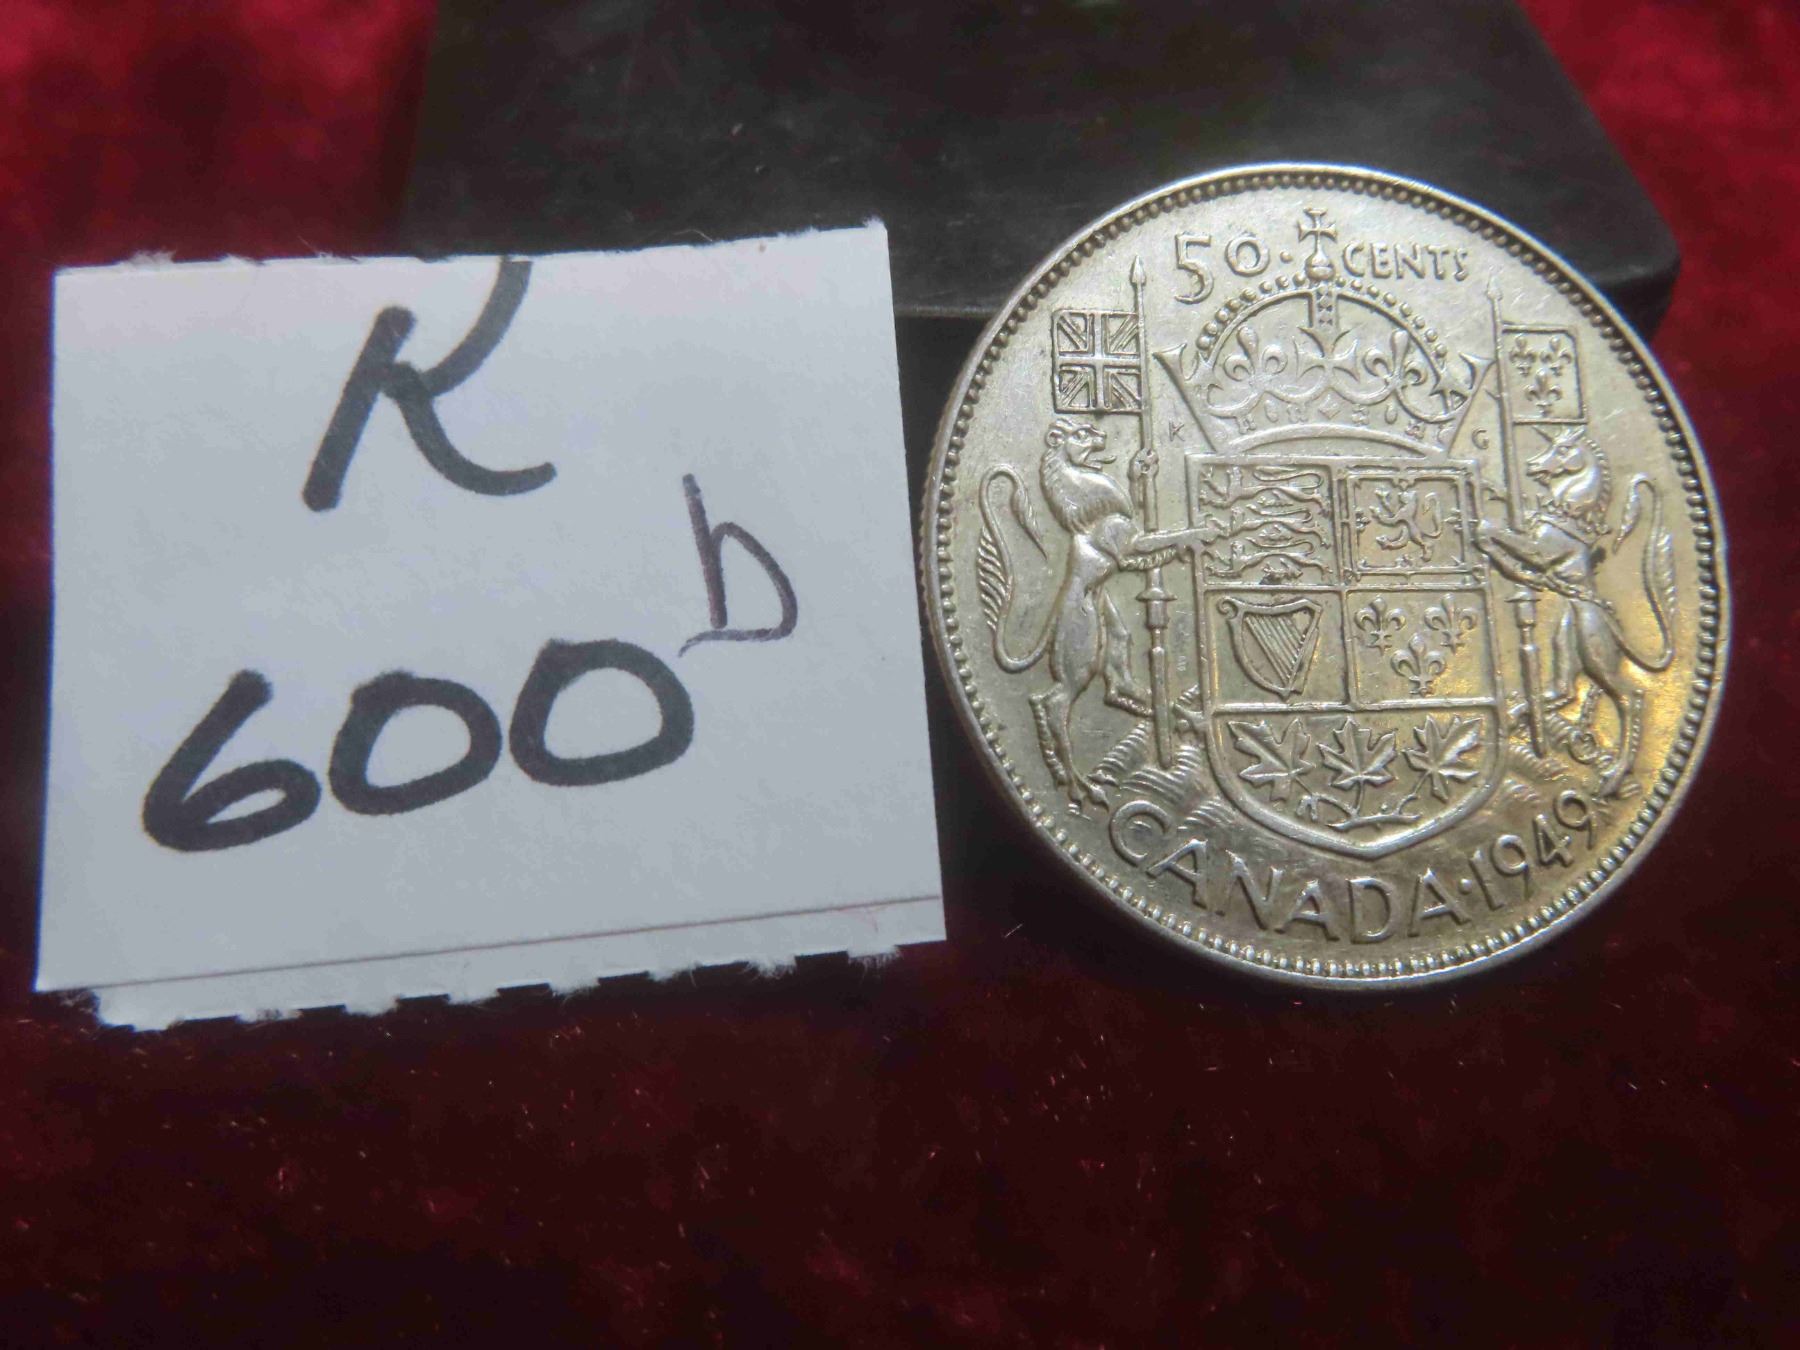 R
600 D
50 · CENTS
K G
CANADA · 1949